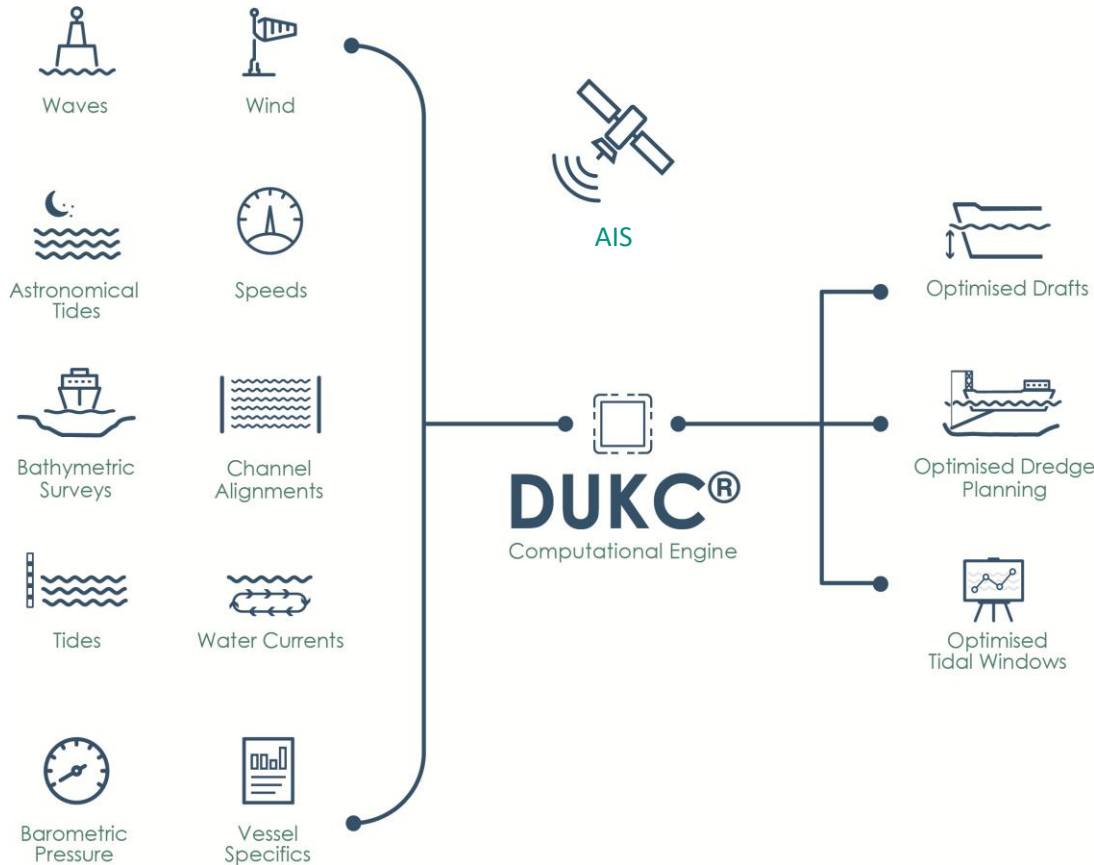 Waves
Wind
Astronomical
Tides
Speeds
Bathymetric
Surveys
Channel
Alignments
Tides
Water Currents
Barometric
Pressure
Vessel
Specifics
AIS
DUKC®
Computational Engine
Optimised Drafts
Optimised Dredge
Planning
Optimised
Tidal Windows